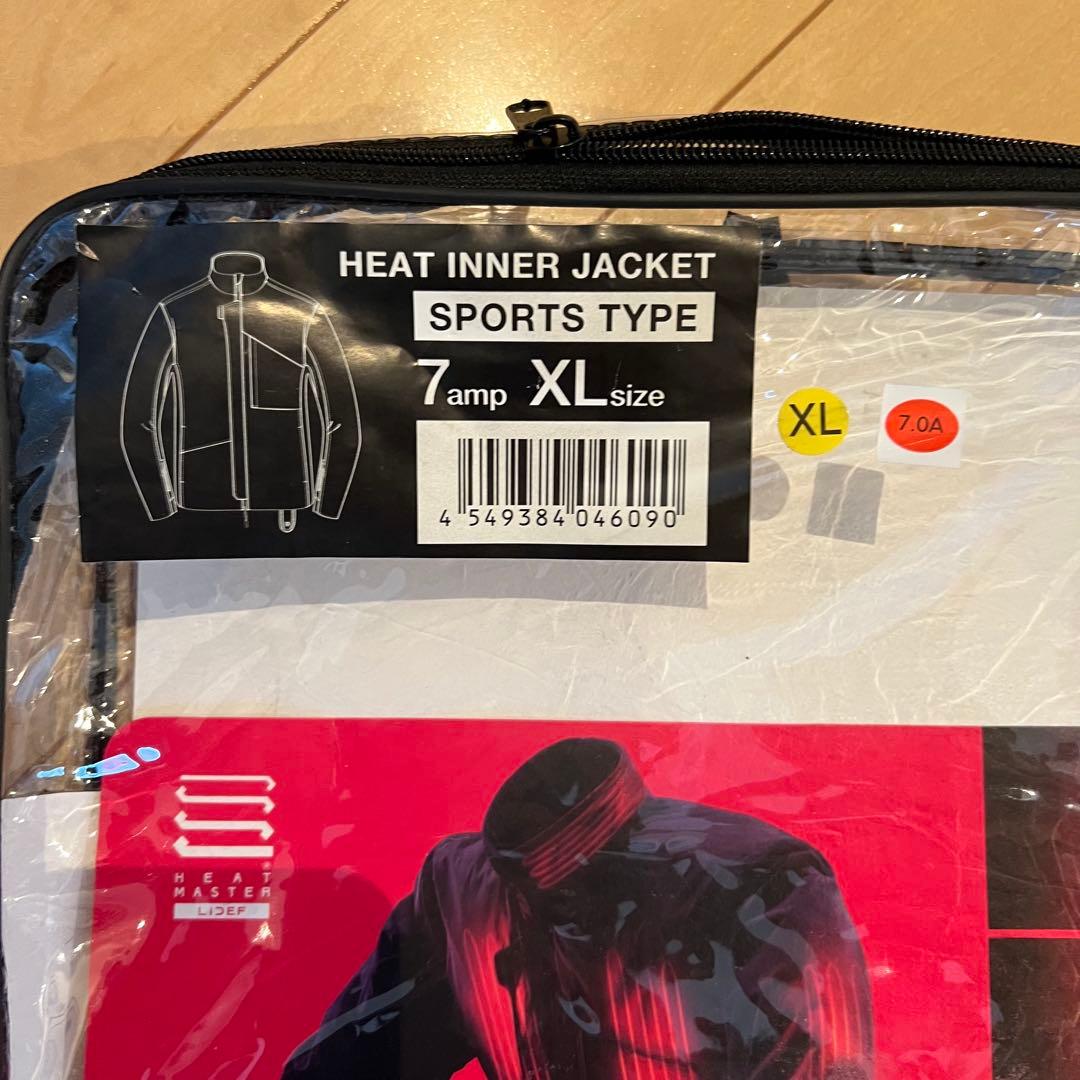 HEAT INNER JACKET
SPORTS TYPE
7amp XLsize
4 549384 046090
XL
7.0A
HEAT
MASTER
LIDEF